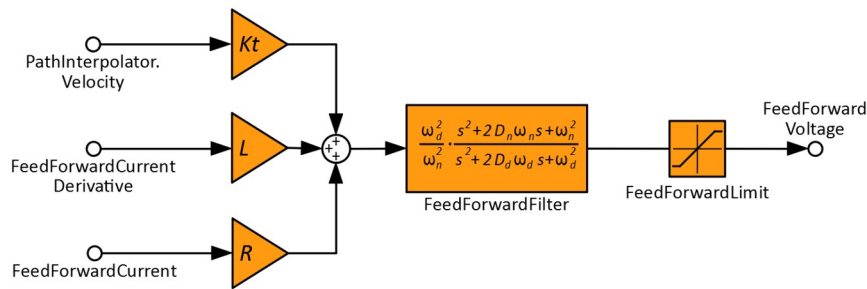 Kt
PathInterpolator.
Velocity
L
FeedForwardCurrent
Derivative
R
FeedForwardCurrent
+
+
+
ω_d^2/ω_n^2 · (s^2+2 D_n ω_n s+ω_n^2)/(s^2+2 D_d ω_d s+ω_d^2)
FeedForwardFilter
FeedForwardLimit
FeedForward
Voltage